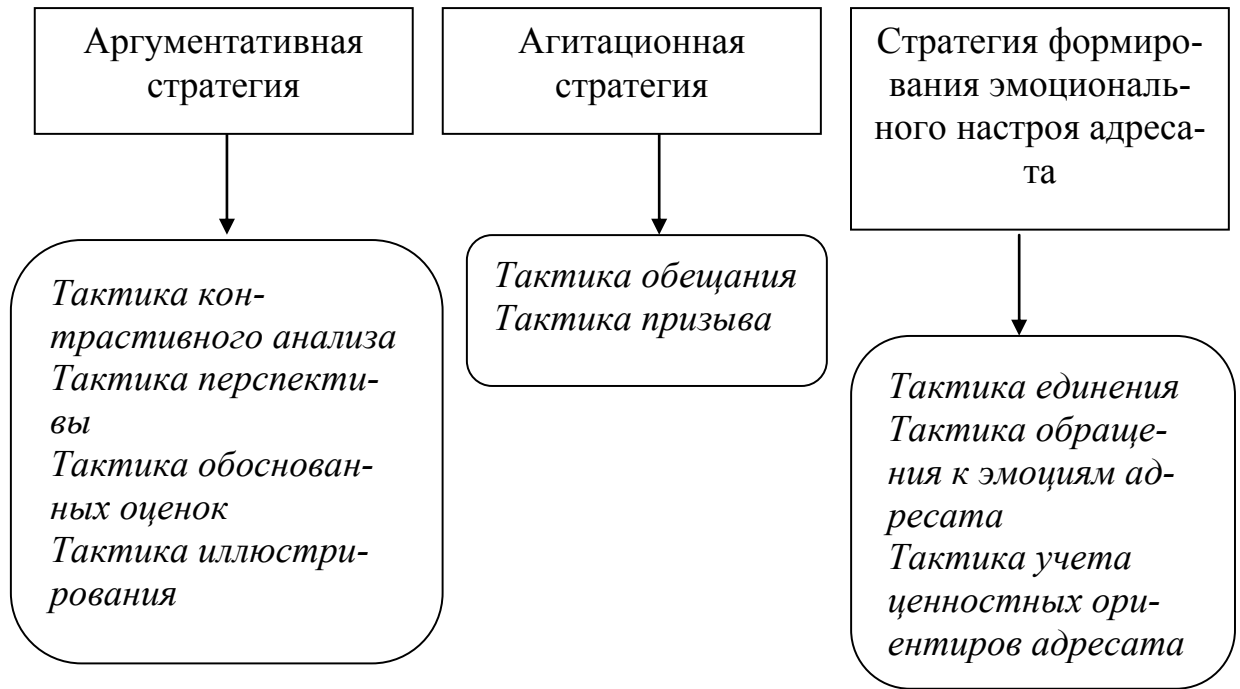 Аргументативная
стратегия
Агитационная
стратегия
Стратегия формиро-
вания эмоциональ-
ного настроя адреса-
та
Тактика кон-
трастивного анализа
Тактика перспекти-
вы
Тактика обоснован-
ных оценок
Тактика иллюстри-
рования
Тактика обещания
Тактика призыва
Тактика единения
Тактика обраще-
ния к эмоциям ад-
ресата
Тактика учета
ценностных ори-
ентиров адресата